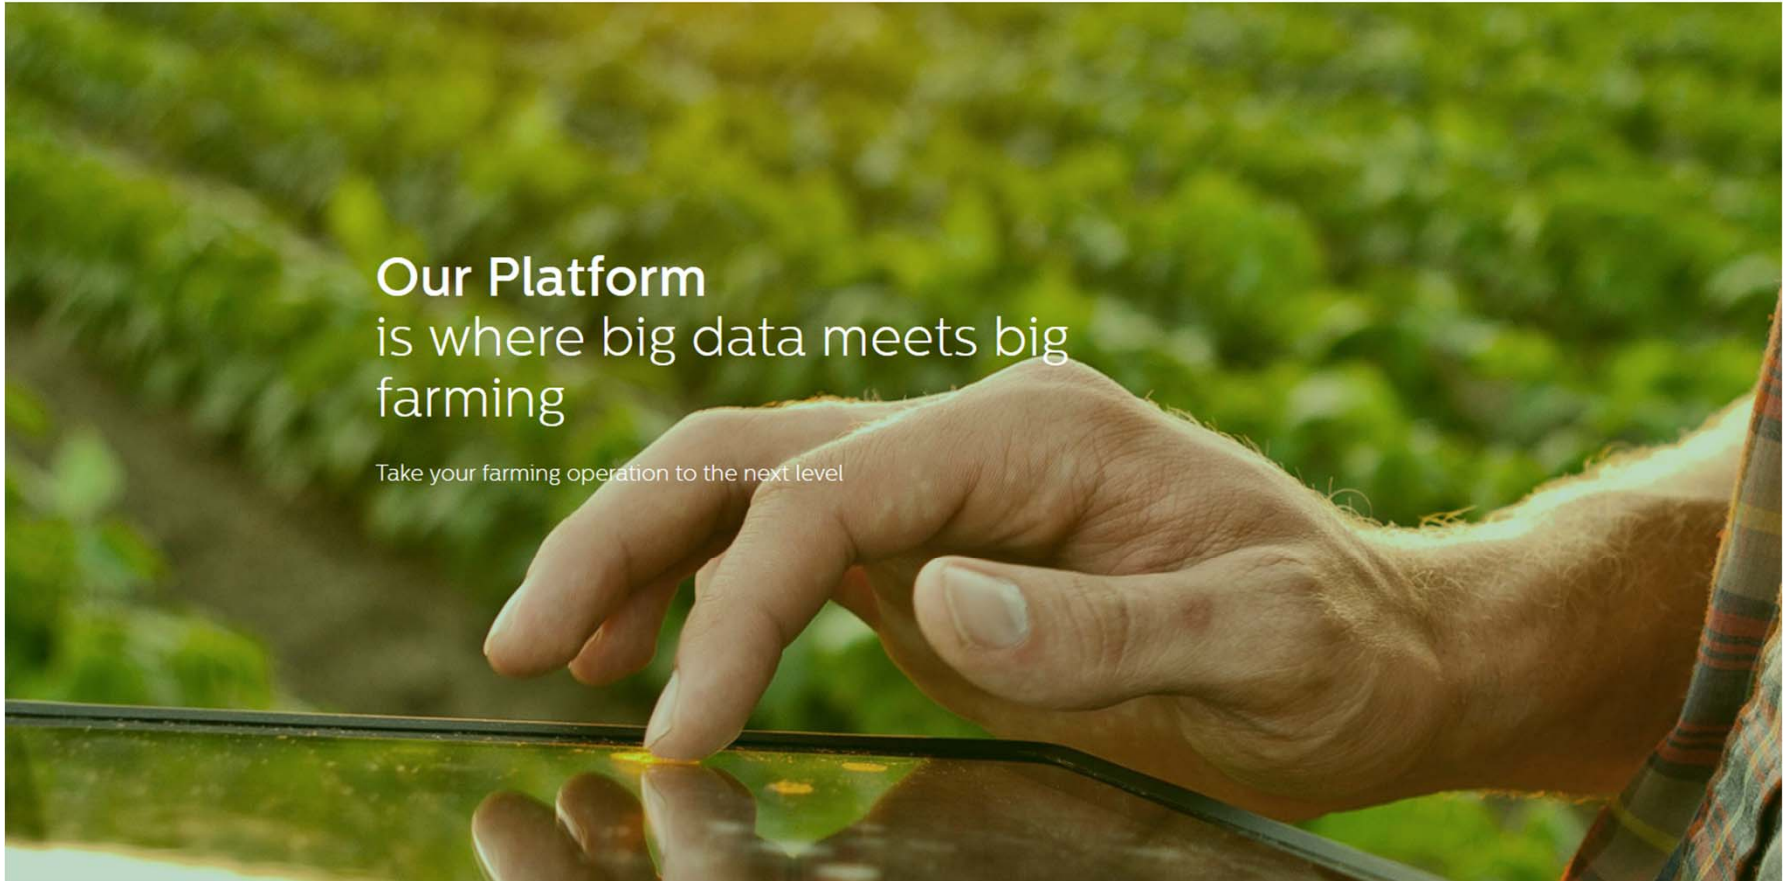 Our Platform
is where big data meets big
farming
Take your farming operation to the next level